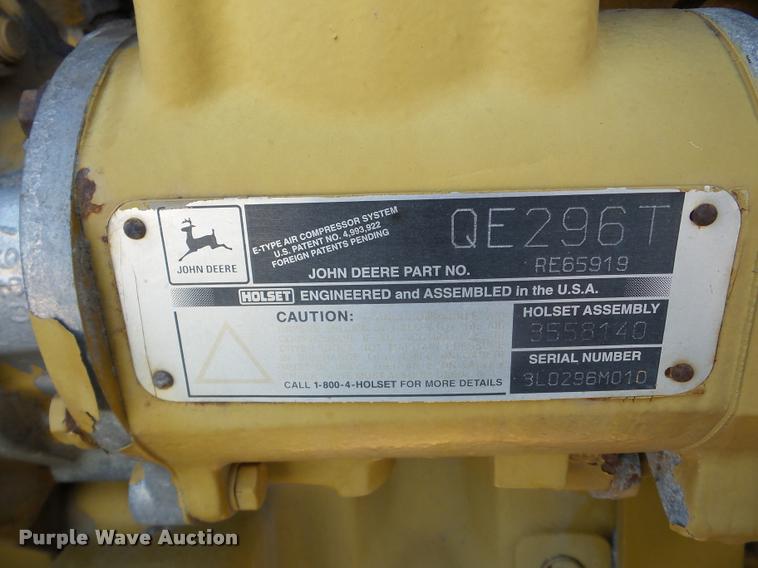 JOHN DEERE
E-TYPE AIR COMPRESSOR SYSTEM
U.S. PATENT NO. 4,993,922
FOREIGN PATENTS PENDING
QE296T
JOHN DEERE PART NO.
RE65919
HOLSET ENGINEERED and ASSEMBLED in the U.S.A.
CAUTION:
CALL 1-800-4-HOLSET FOR MORE DETAILS
HOLSET ASSEMBLY
3558140
SERIAL NUMBER
3L0296M010
Purple Wave Auction